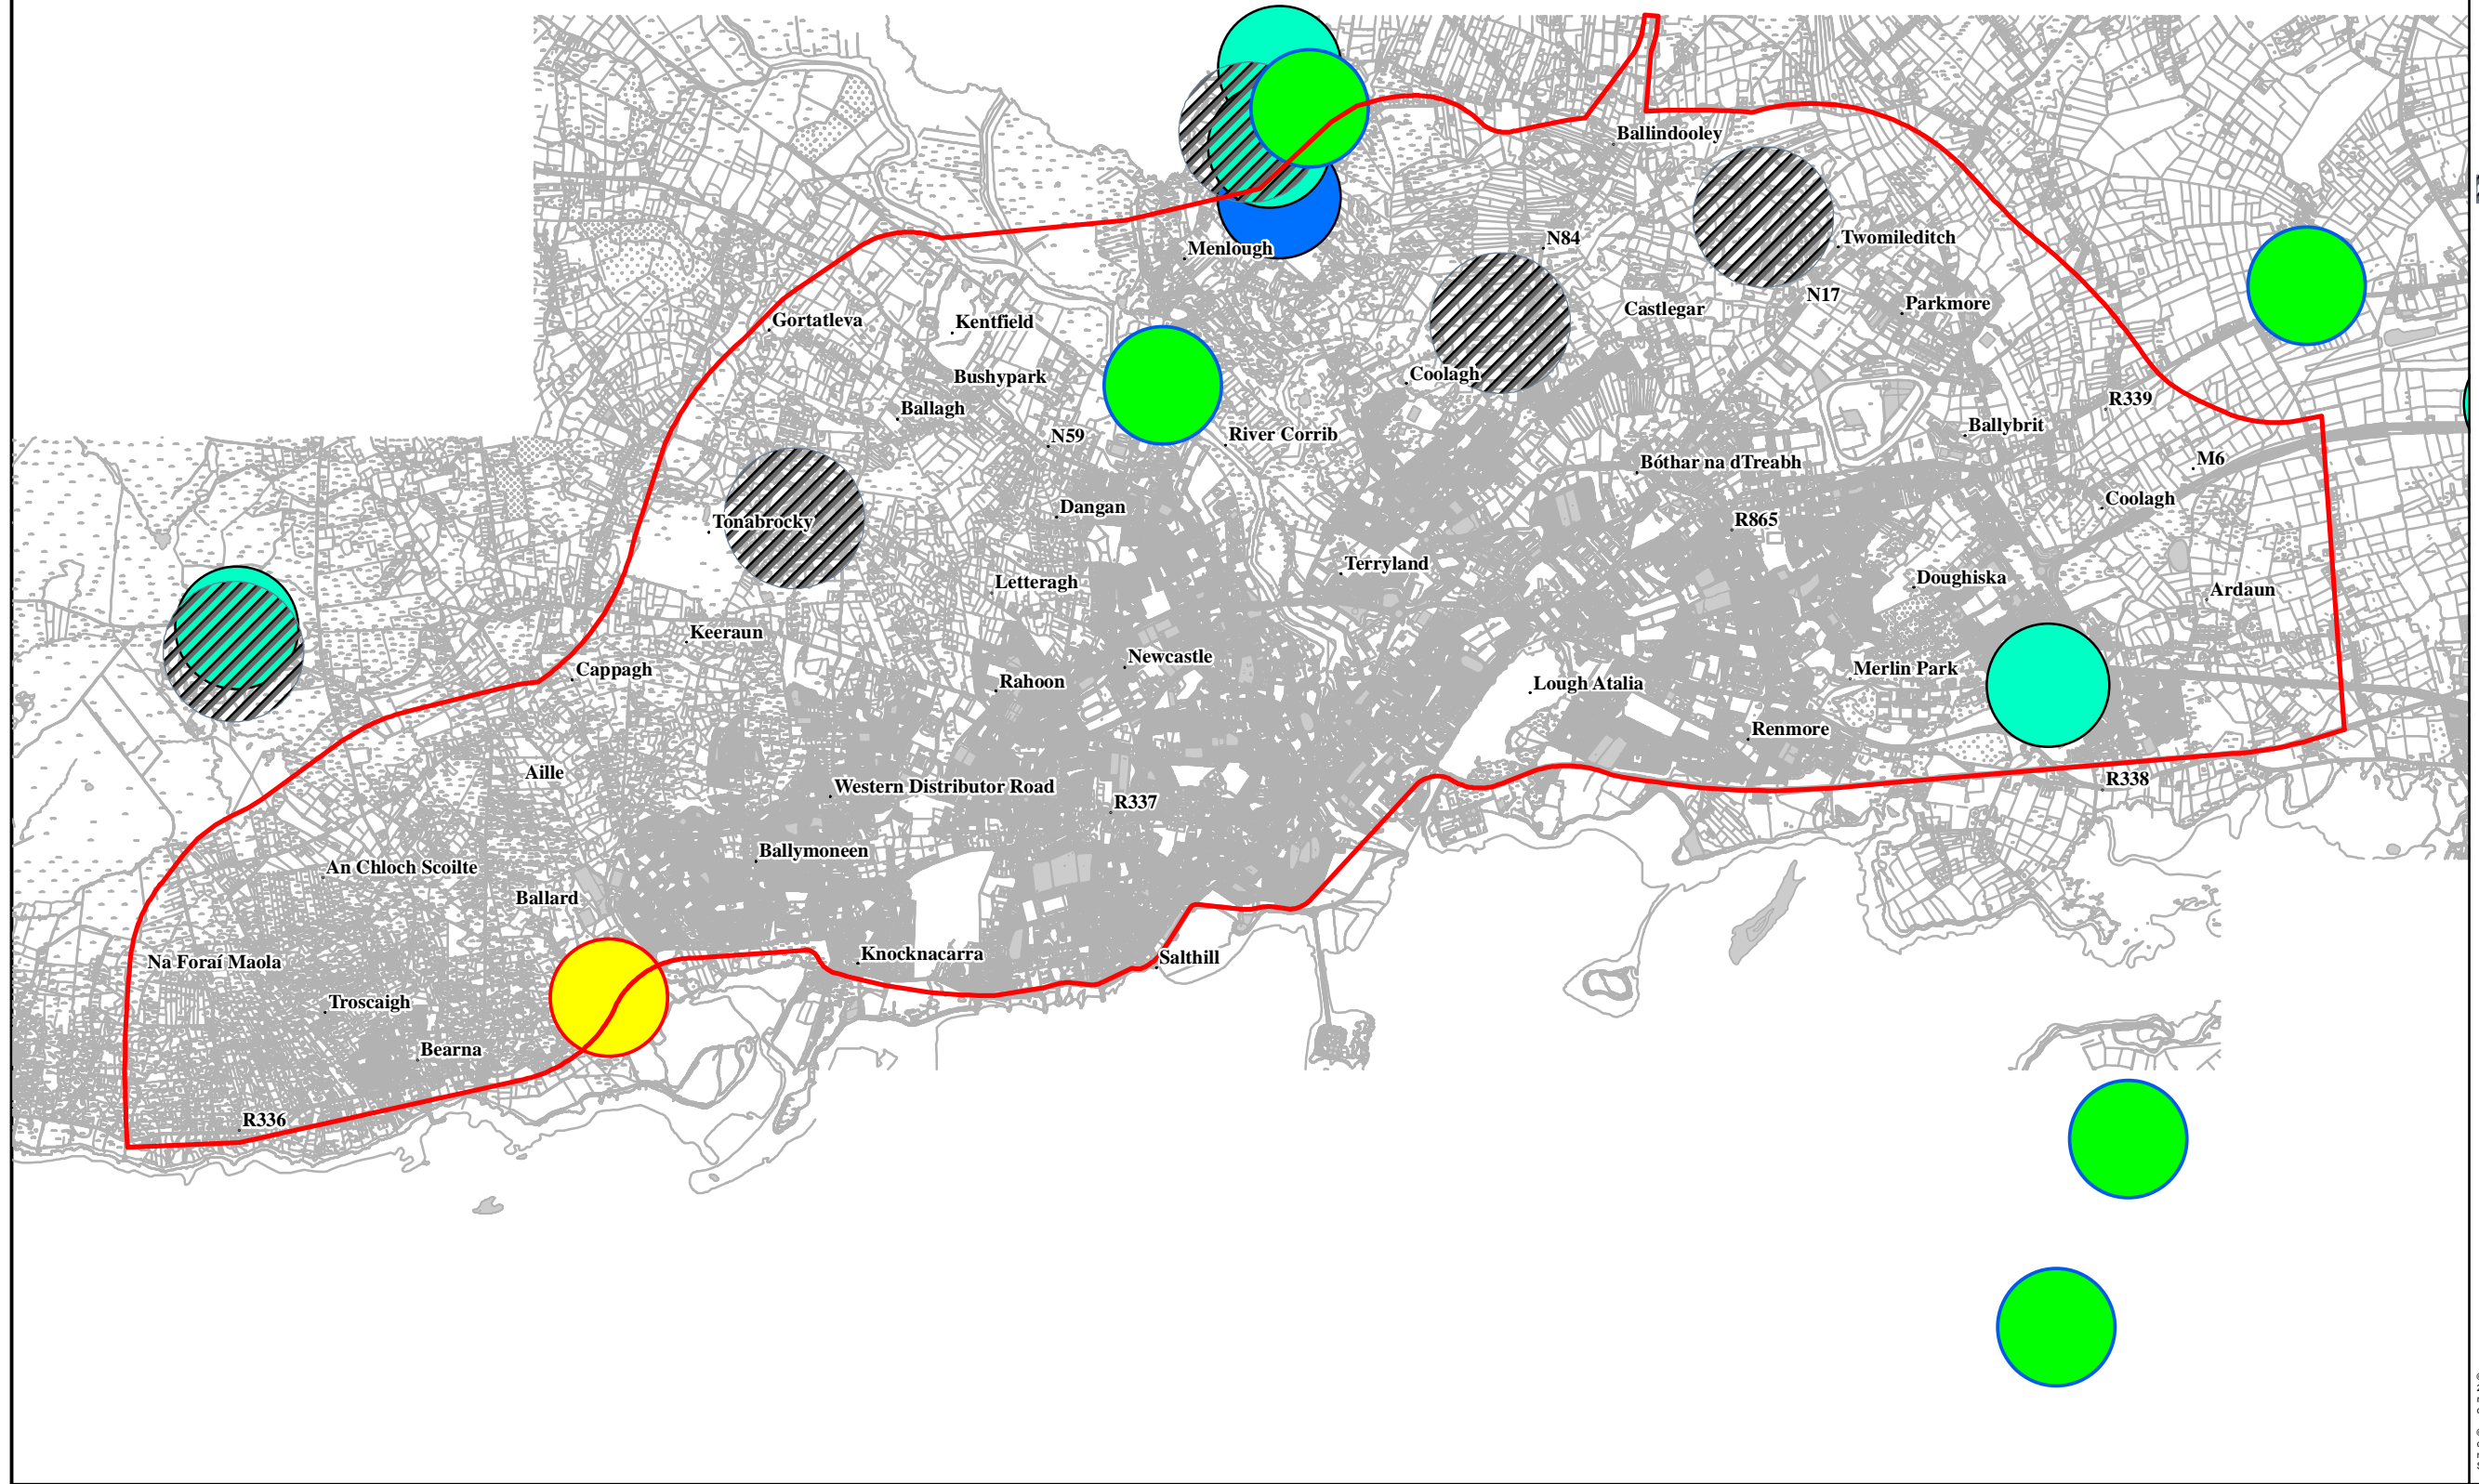 Ballindooley
N84
Twomileditch
Menlough
N17
Parkmore
Castlegar
Gortatleva
Kentfield
Coolagh
Bushypark
R339
Ballagh
Ballybrit
River Corrib
N59
M6
Bóthar na dTreabh
Coolagh
Dangan
R865
Tonabrocky
Terryland
Doughiska
Letteragh
Ardaun
Keeraun
Newcastle
Cappagh
Merlin Park
Rahoon
Lough Atalia
Renmore
Aille
R338
Western Distributor Road
R337
Ballymoneen
An Chloch Scoilte
Ballard
Knocknacarra
Salthill
Na Foraí Maola
Troscaigh
Bearna
R336